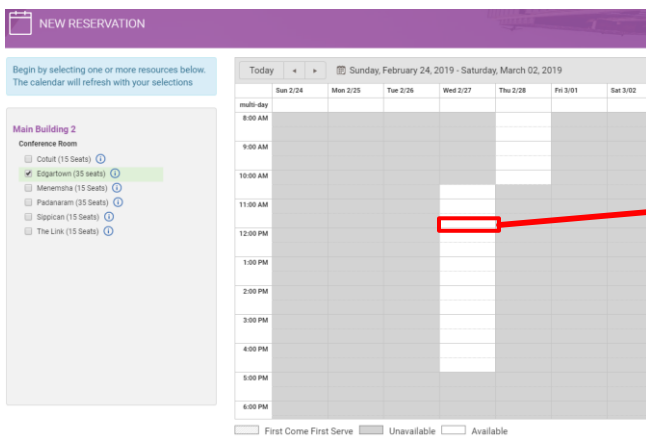 NEW RESERVATION
Begin by selecting one or more resources below.
The calendar will refresh with your selections
Main Building 2
Conference Room
Cotuit (15 Seats)
Edgartown (35 seats)
Menemsha (15 Seats)
Padanaram (35 Seats)
Sippican (15 Seats)
The Link (15 Seats)
Today Sunday, February 24, 2019 - Saturday, March 02, 2019
Sun 2/24 Mon 2/25 Tue 2/26 Wed 2/27 Thu 2/28 Fri 3/01 Sat 3/02
multi-day
8:00 AM
9:00 AM
10:00 AM
11:00 AM
12:00 PM
1:00 PM
2:00 PM
3:00 PM
4:00 PM
5:00 PM
6:00 PM
First Come First Serve Unavailable Available